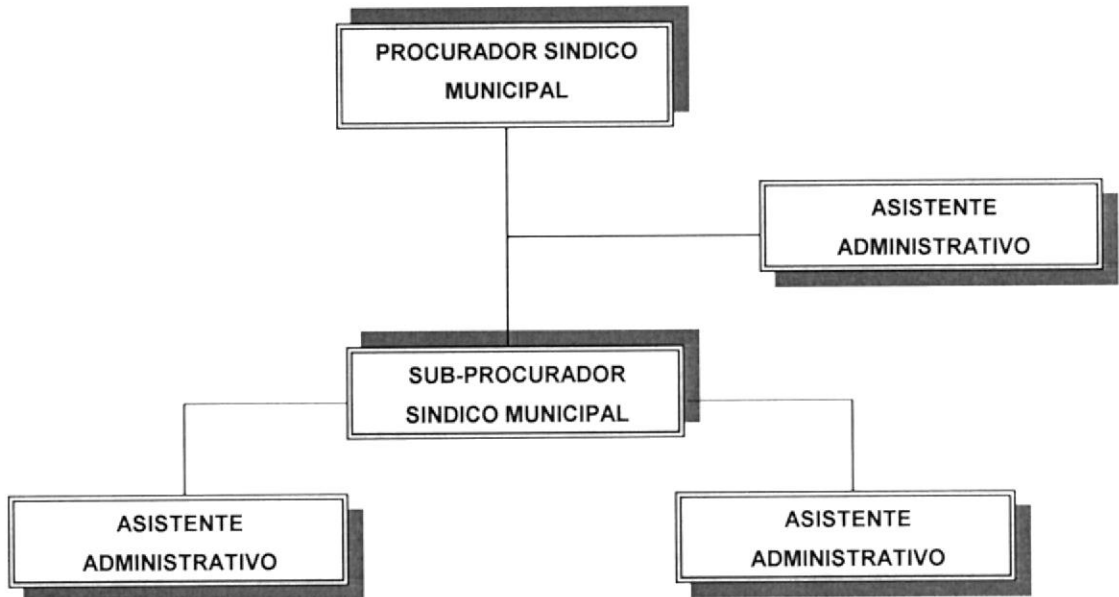 PROCURADOR SINDICO
MUNICIPAL
ASISTENTE
ADMINISTRATIVO
SUB-PROCURADOR
SINDICO MUNICIPAL
ASISTENTE
ADMINISTRATIVO
ASISTENTE
ADMINISTRATIVO